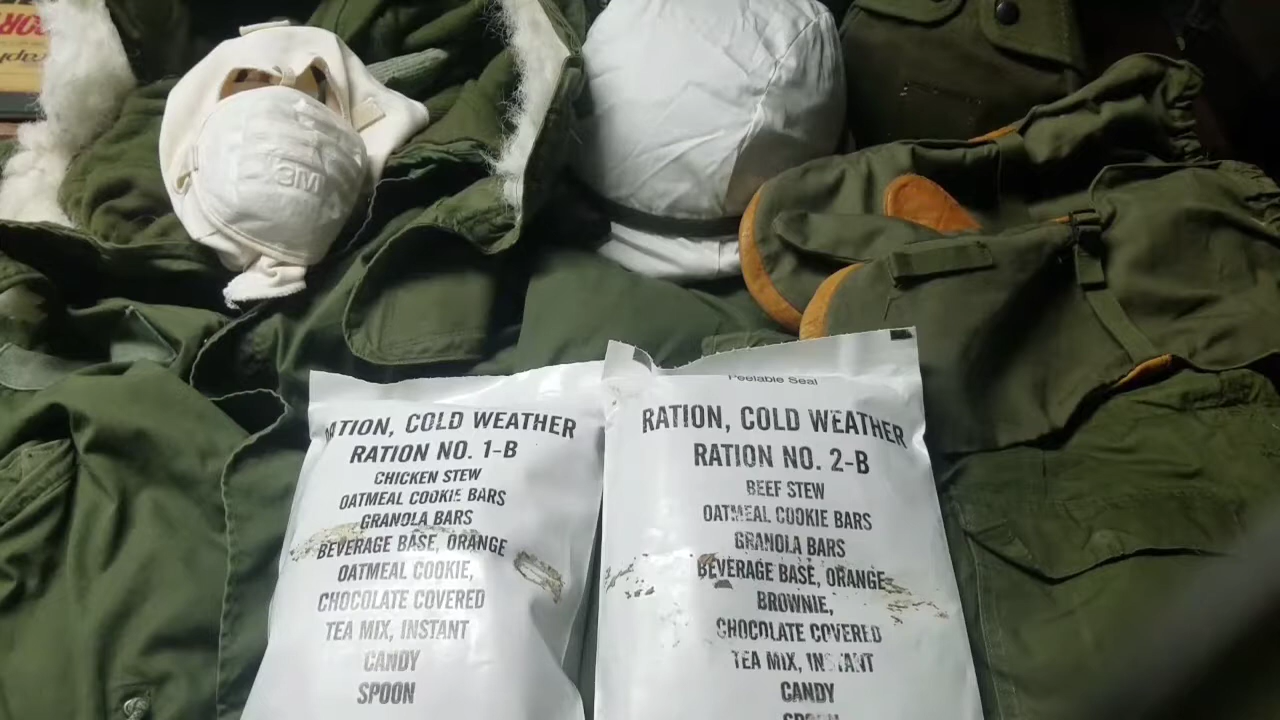 3M
RATION, COLD WEATHER
RATION NO. 1-B
CHICKEN STEW
OATMEAL COOKIE BARS
GRANOLA BARS
BEVERAGE BASE, ORANGE
OATMEAL COOKIE,
CHOCOLATE COVERED
TEA MIX, INSTANT
CANDY
SPOON
Peelable Seal
RATION, COLD WEATHER
RATION NO. 2-B
BEEF STEW
OATMEAL COOKIE BARS
GRANOLA BARS
BEVERAGE BASE, ORANGE
BROWNIE,
CHOCOLATE COVERED
TEA MIX, INSTANT
CANDY
SPOON